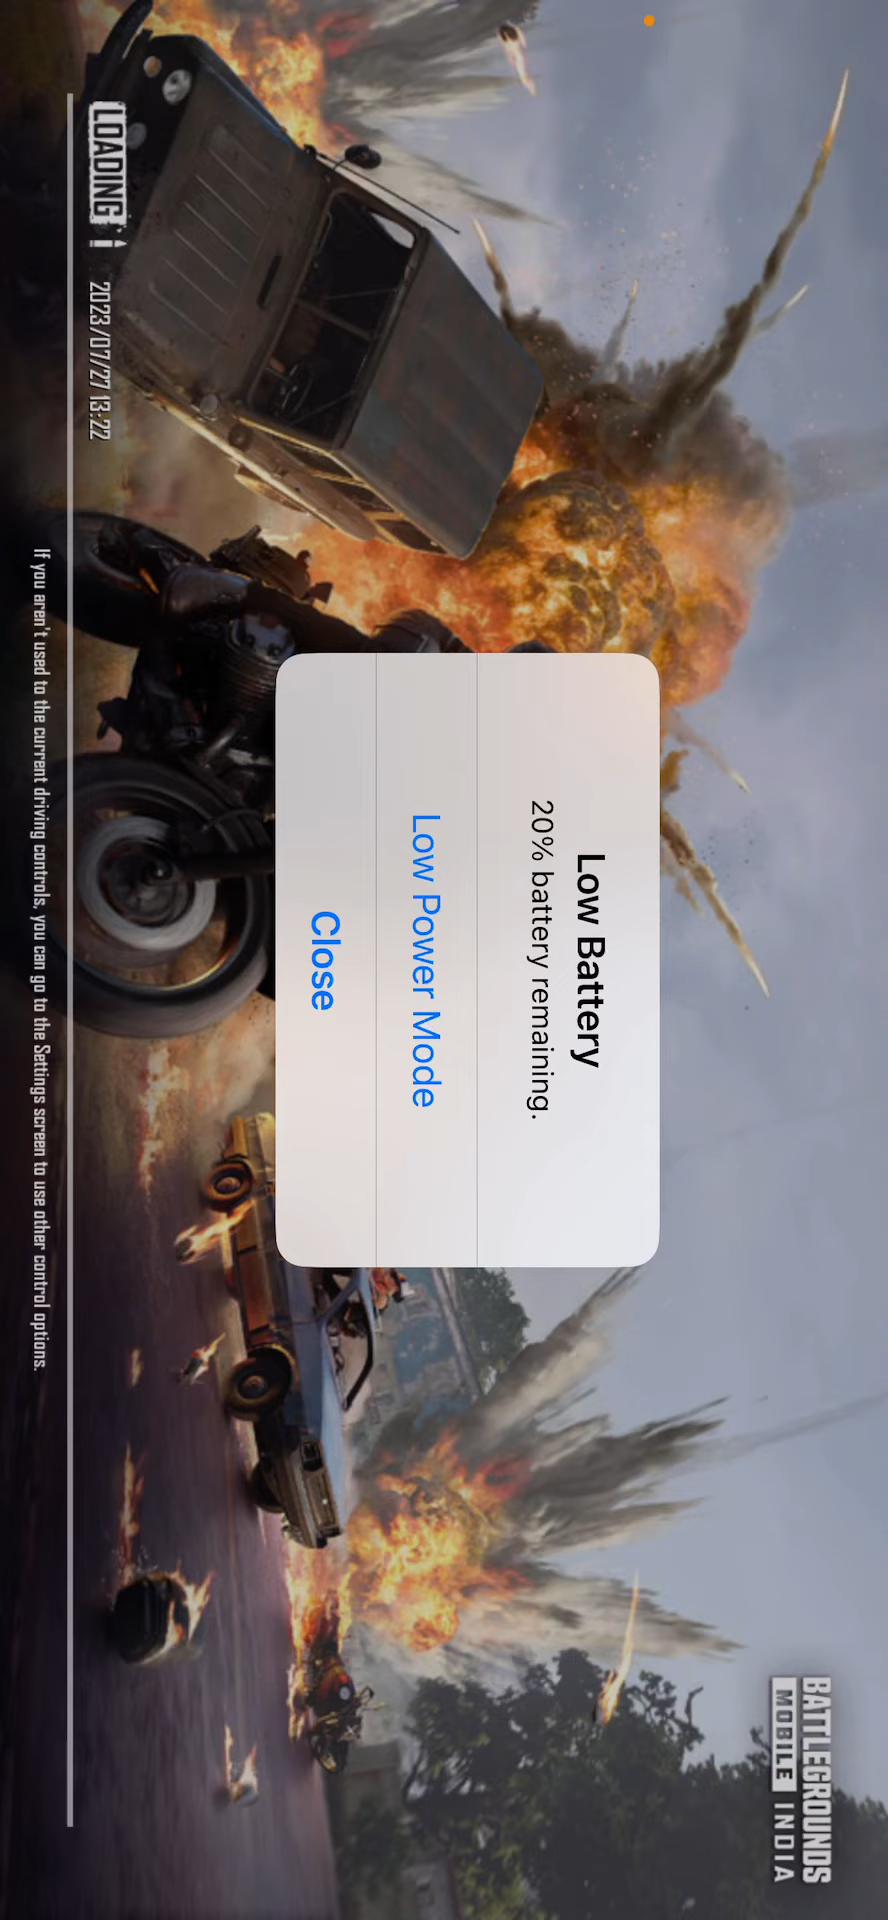 BATTLEGROUNDS
MOBILE INDIA
Low Battery
20% battery remaining.
Low Power Mode
Close
LOADING ! 2023/07/27 13:22
If you aren't used to the current driving controls, you can go to the Settings screen to use other control options.